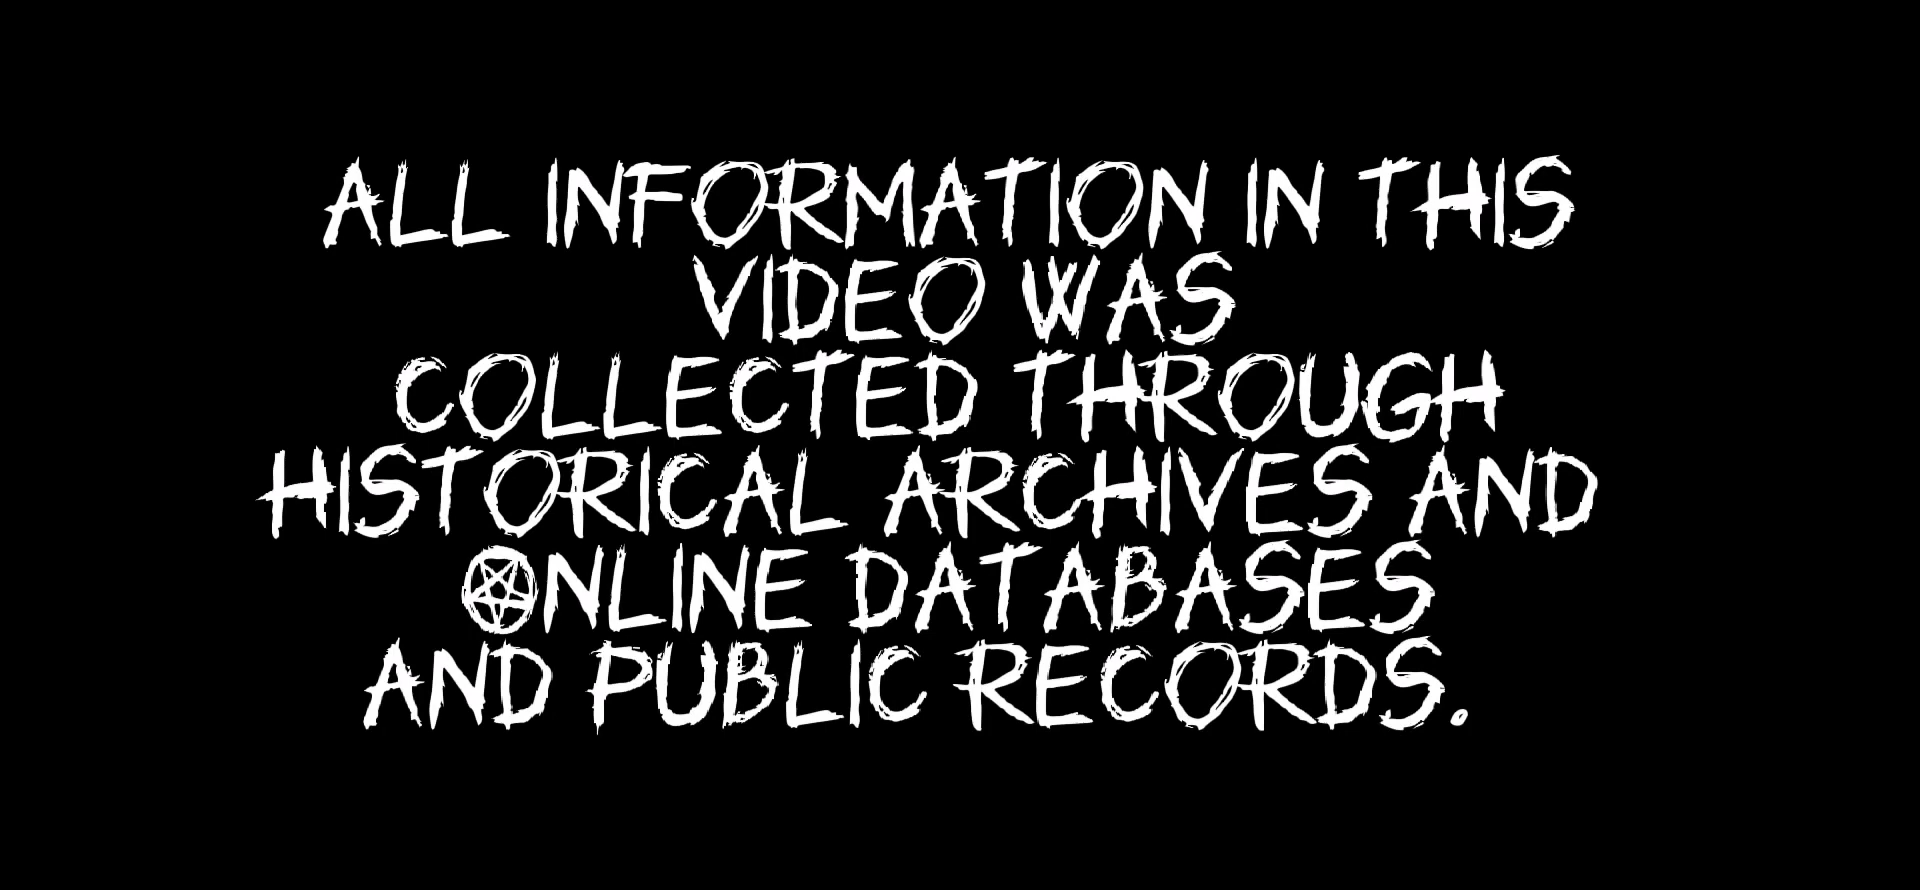 ALL INFORMATION IN THIS
VIDEO WAS
COLLECTED THROUGH
HISTORICAL ARCHIVES AND
ONLINE DATABASES
AND PUBLIC RECORDS.